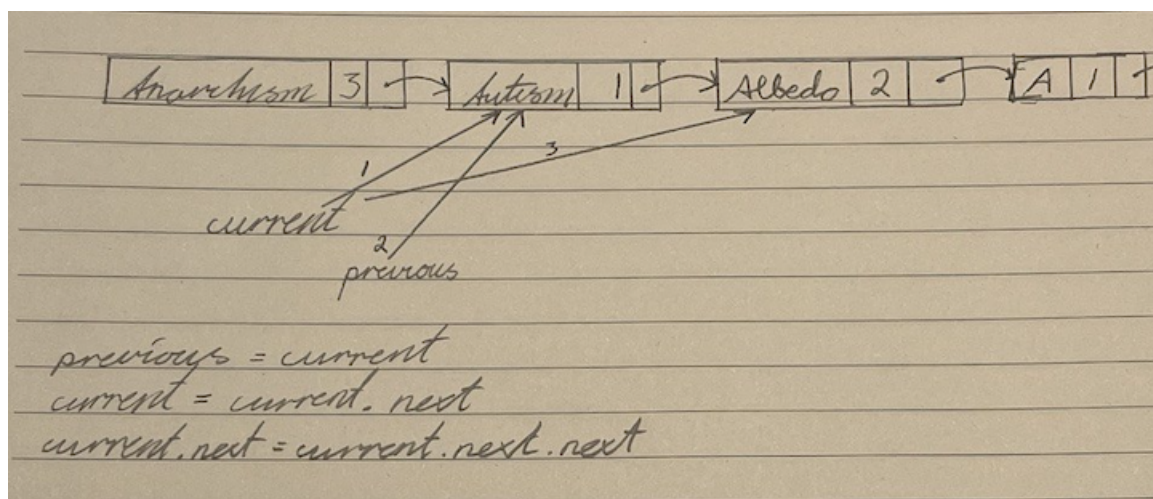 Anarchism 3 Autism 1 Albedo 2 A 1
3
1
current
2
previous
previous = current
current = current.next
current.next = current.next.next